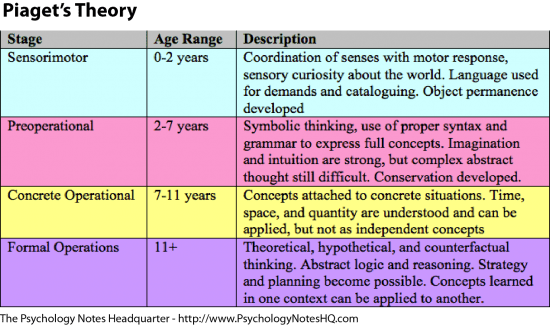 Piaget's Theory
Stage Age Range Description
Sensorimotor 0-2 years Coordination of senses with motor response,
sensory curiosity about the world. Language used
for demands and cataloguing. Object permanence
developed
Preoperational 2-7 years Symbolic thinking, use of proper syntax and
grammar to express full concepts. Imagination
and intuition are strong, but complex abstract
thought still difficult. Conservation developed.
Concrete Operational 7-11 years Concepts attached to concrete situations. Time,
space, and quantity are understood and can be
applied, but not as independent concepts
Formal Operations 11+ Theoretical, hypothetical, and counterfactual
thinking. Abstract logic and reasoning. Strategy
and planning become possible. Concepts learned
in one context can be applied to another.
The Psychology Notes Headquarter - http://www.PsychologyNotesHQ.com